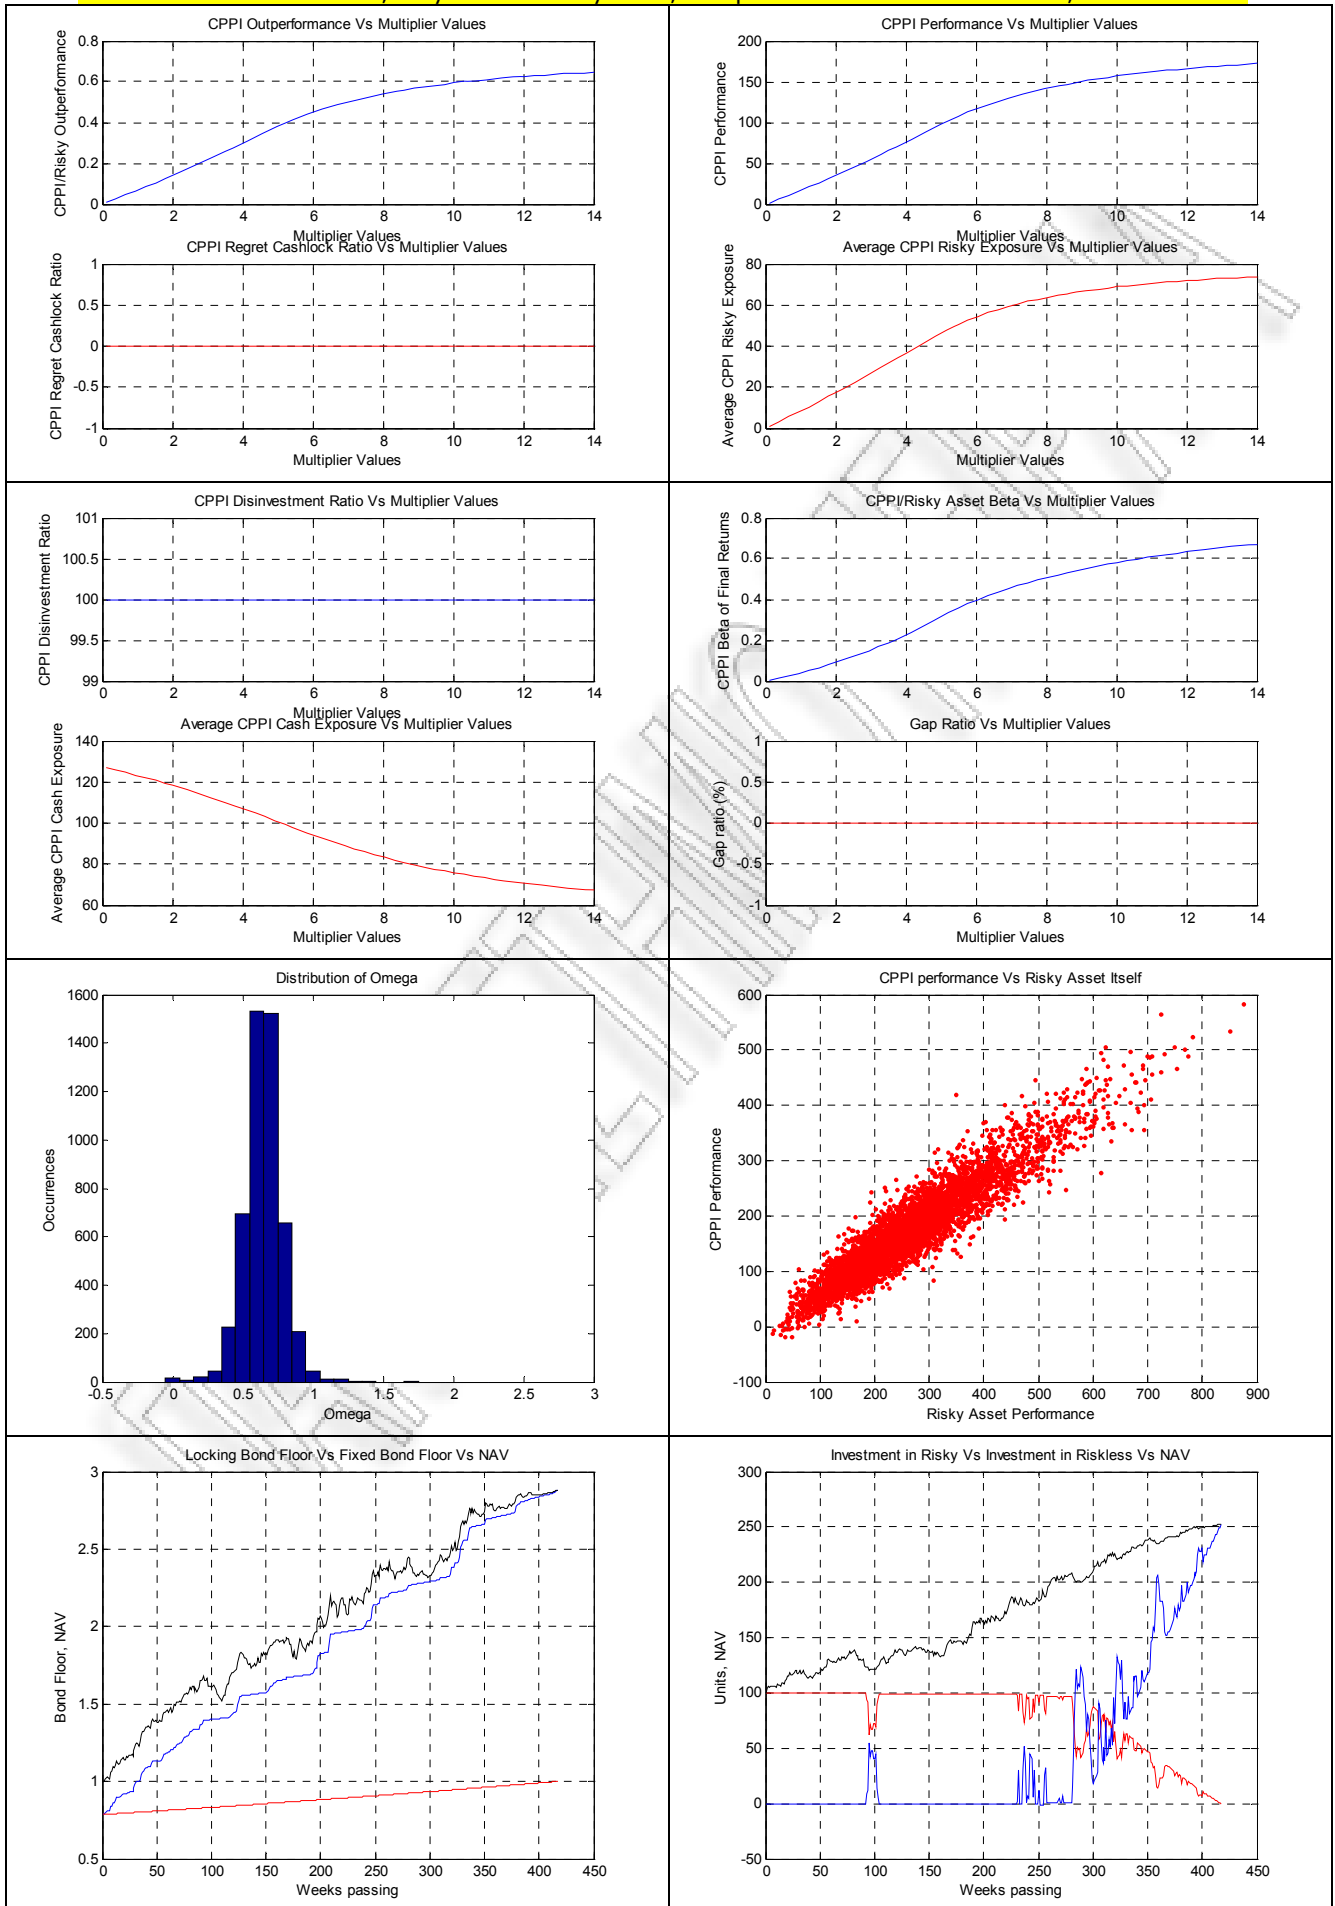 CPPI Outperformance Vs Multiplier Values
CPPI/Risky Outperformance
0.8
0.6
0.4
0.2
0
0 2 4 6 8 10 12 14
Multiplier Values
CPPI Performance Vs Multiplier Values
CPPI Performance
200
150
100
50
0
0 2 4 6 8 10 12 14
Multiplier Values
CPPI Regret Cashlock Ratio Vs Multiplier Values
CPPI Regret Cashlock Ratio
1
0.5
0
-0.5
-1
0 2 4 6 8 10 12 14
Multiplier Values
Average CPPI Risky Exposure Vs Multiplier Values
Average CPPI Risky Exposure
80
60
40
20
0
0 2 4 6 8 10 12 14
Multiplier Values
CPPI Disinvestment Ratio Vs Multiplier Values
CPPI Disinvestment Ratio
101
100.5
100
99.5
99
0 2 4 6 8 10 12 14
Multiplier Values
CPPI/Risky Asset Beta Vs Multiplier Values
CPPI Beta of Final Returns
0.8
0.6
0.4
0.2
0
0 2 4 6 8 10 12 14
Average CPPI Cash Exposure Vs Multiplier Values
Average CPPI Cash Exposure
140
120
100
80
60
0 2 4 6 8 10 12 14
Multiplier Values
Gap Ratio Vs Multiplier Values
Gap ratio (%)
1
0.5
0
-0.5
-1
0 2 4 6 8 10 12 14
Multiplier Values
Distribution of Omega
Occurrences
1600
1400
1200
1000
800
600
400
200
0
-0.5 0 0.5 1 1.5 2 2.5 3
Omega
CPPI performance Vs Risky Asset Itself
CPPI Performance
600
500
400
300
200
100
0
-100
0 100 200 300 400 500 600 700 800 900
Risky Asset Performance
Locking Bond Floor Vs Fixed Bond Floor Vs NAV
Bond Floor, NAV
3
2.5
2
1.5
1
0.5
0 50 100 150 200 250 300 350 400 450
Weeks passing
Investment in Risky Vs Investment in Riskless Vs NAV
Units, NAV
300
250
200
150
100
50
0
-50
0 50 100 150 200 250 300 350 400 450
Weeks passing